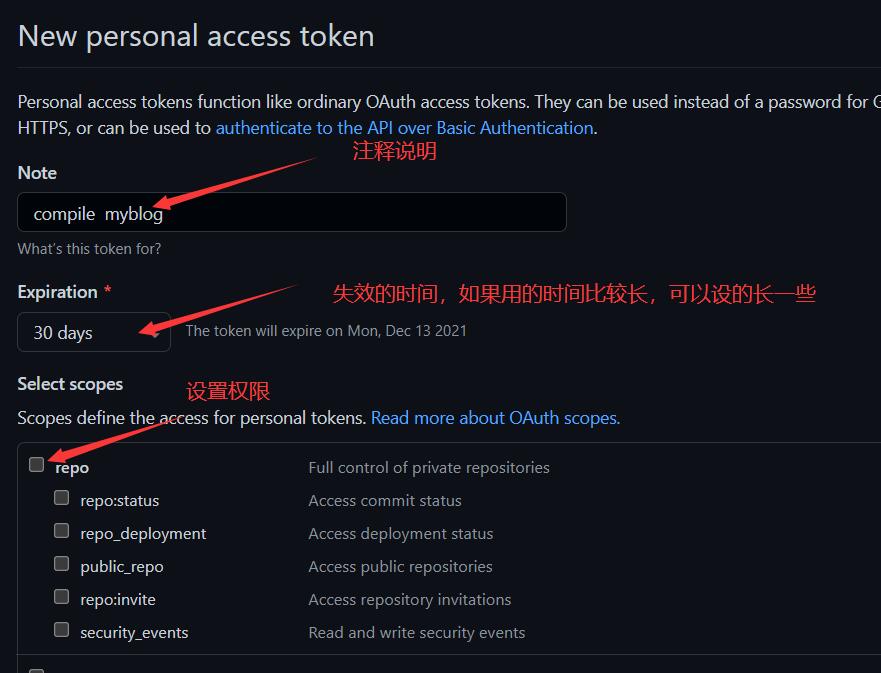 New personal access token
Personal access tokens function like ordinary OAuth access tokens. They can be used instead of a password for
HTTPS, or can be used to authenticate to the API over Basic Authentication.
注释说明
Note
compile myblog
What's this token for?
失效的时间，如果用的时间比较长，可以设的长一些
Expiration *
30 days
The token will expire on Mon, Dec 13 2021
Select scopes
设置权限
Scopes define the access for personal tokens. Read more about OAuth scopes.
repo Full control of private repositories
repo:status Access commit status
repo_deployment Access deployment status
public_repo Access public repositories
repo:invite Access repository invitations
security_events Read and write security events